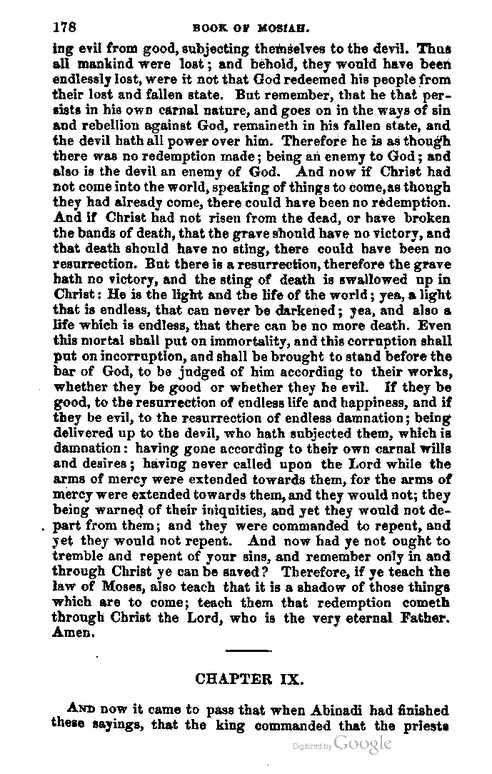 178 BOOK OF MOSIAH.
ing evil from good, subjecting themselves to the devil. Thus
all mankind were lost; and behold, they would have been
endlessly lost, were it not that God redeemed his people from
their lost and fallen state. But remember, that he that per-
sists in his own carnal nature, and goes on in the ways of sin
and rebellion against God, remaineth in his fallen state, and
the devil hath all power over him. Therefore he is as though
there was no redemption made; being an enemy to God; and
also is the devil an enemy of God. And now if Christ had
not come into the world, speaking of things to come, as though
they had already come, there could have been no redemption.
And if Christ had not risen from the dead, or have broken
the bands of death, that the grave should have no victory, and
that death should have no sting, there could have been no
resurrection. But there is a resurrection, therefore the grave
hath no victory, and the sting of death is swallowed up in
Christ: He is the light and the life of the world; yea, a light
that is endless, that can never be darkened; yea, and also a
life which is endless, that there can be no more death. Even
this mortal shall put on immortality, and this corruption shall
put on incorruption, and shall be brought to stand before the
bar of God, to be judged of him according to their works,
whether they be good or whether they be evil. If they be
good, to the resurrection of endless life and happiness, and if
they be evil, to the resurrection of endless damnation; being
delivered up to the devil, who hath subjected them, which is
damnation: having gone according to their own carnal wills
and desires; having never called upon the Lord while the
arms of mercy were extended towards them, for the arms of
mercy were extended towards them, and they would not; they
being warned of their iniquities, and yet they would not de-
part from them; and they were commanded to repent, and
yet they would not repent. And now had ye not ought to
tremble and repent of your sins, and remember only in and
through Christ ye can be saved? Therefore, if ye teach the
law of Moses, also teach that it is a shadow of those things
which are to come; teach them that redemption cometh
through Christ the Lord, who is the very eternal Father.
Amen.
CHAPTER IX.
AND now it came to pass that when Abinadi had finished
these sayings, that the king commanded that the priests
Digitized by Google